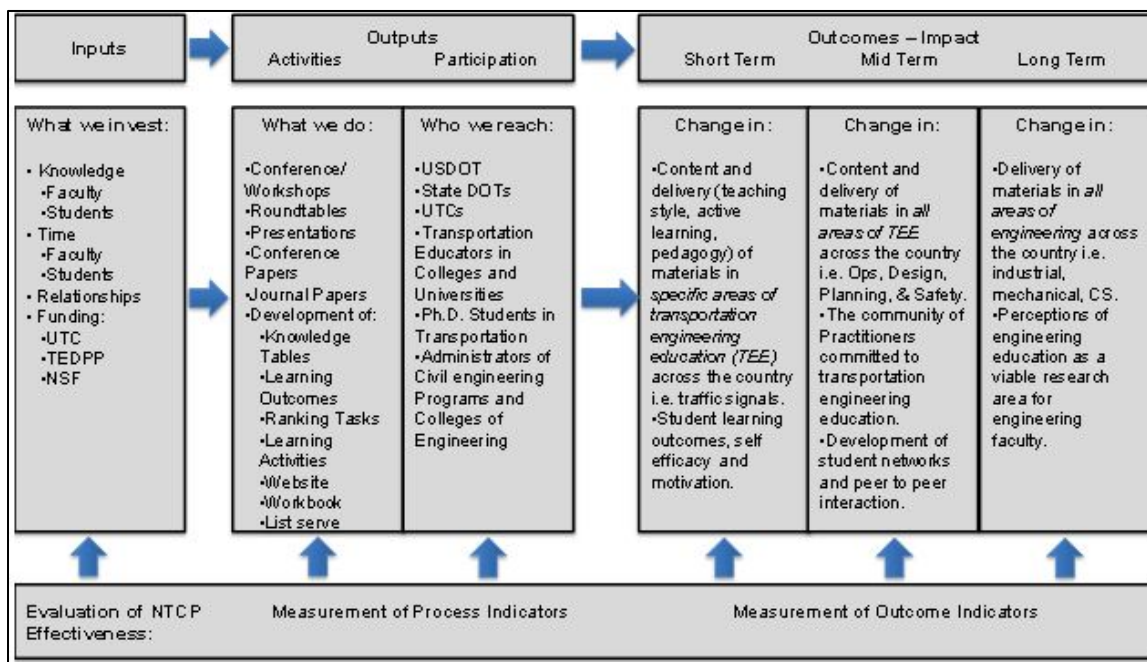 Inputs
Outputs
Activities
Participation
Outcomes – Impact
Short Term
Mid Term
Long Term
What we invest:
• Knowledge
•Faculty
•Students
• Time
•Faculty
•Students
• Relationships
• Funding:
•UTC
•TEDPP
•NSF
What we do:
•Conference/
Workshops
•Roundtables
•Presentations
•Conference
Papers
•Journal Papers
•Development of:
•Knowledge
Tables
•Learning
Outcomes
•Ranking Tasks
•Learning
Activities
•Website
•Workbook
•List serve
Who we reach:
•USDOT
•State DOTs
•UTCs
•Transportation
Educators in
Colleges and
Universities
•Ph.D. Students in
Transportation
•Administrators of
Civil engineering
Programs and
Colleges of
Engineering
Change in:
•Content and
delivery (teaching
style, active
learning,
pedagogy) of
materials in
specific areas of
transportation
engineering
education (TEE)
across the country
i.e. traffic signals.
•Student learning
outcomes, self
efficacy and
motivation.
Change in:
•Content and
delivery of
materials in all
areas of TEE
across the country
i.e. Ops, Design,
Planning, & Safety.
•The community of
Practitioners
committed to
transportation
engineering
education.
•Development of
student networks
and peer to peer
interaction.
Change in:
•Delivery of
materials in all
areas of
engineering across
the country i.e.
industrial,
mechanical, CS.
•Perceptions of
engineering
education as a
viable research
area for
engineering
faculty.
Evaluation of NTCP
Effectiveness:
Measurement of Process Indicators
Measurement of Outcome Indicators